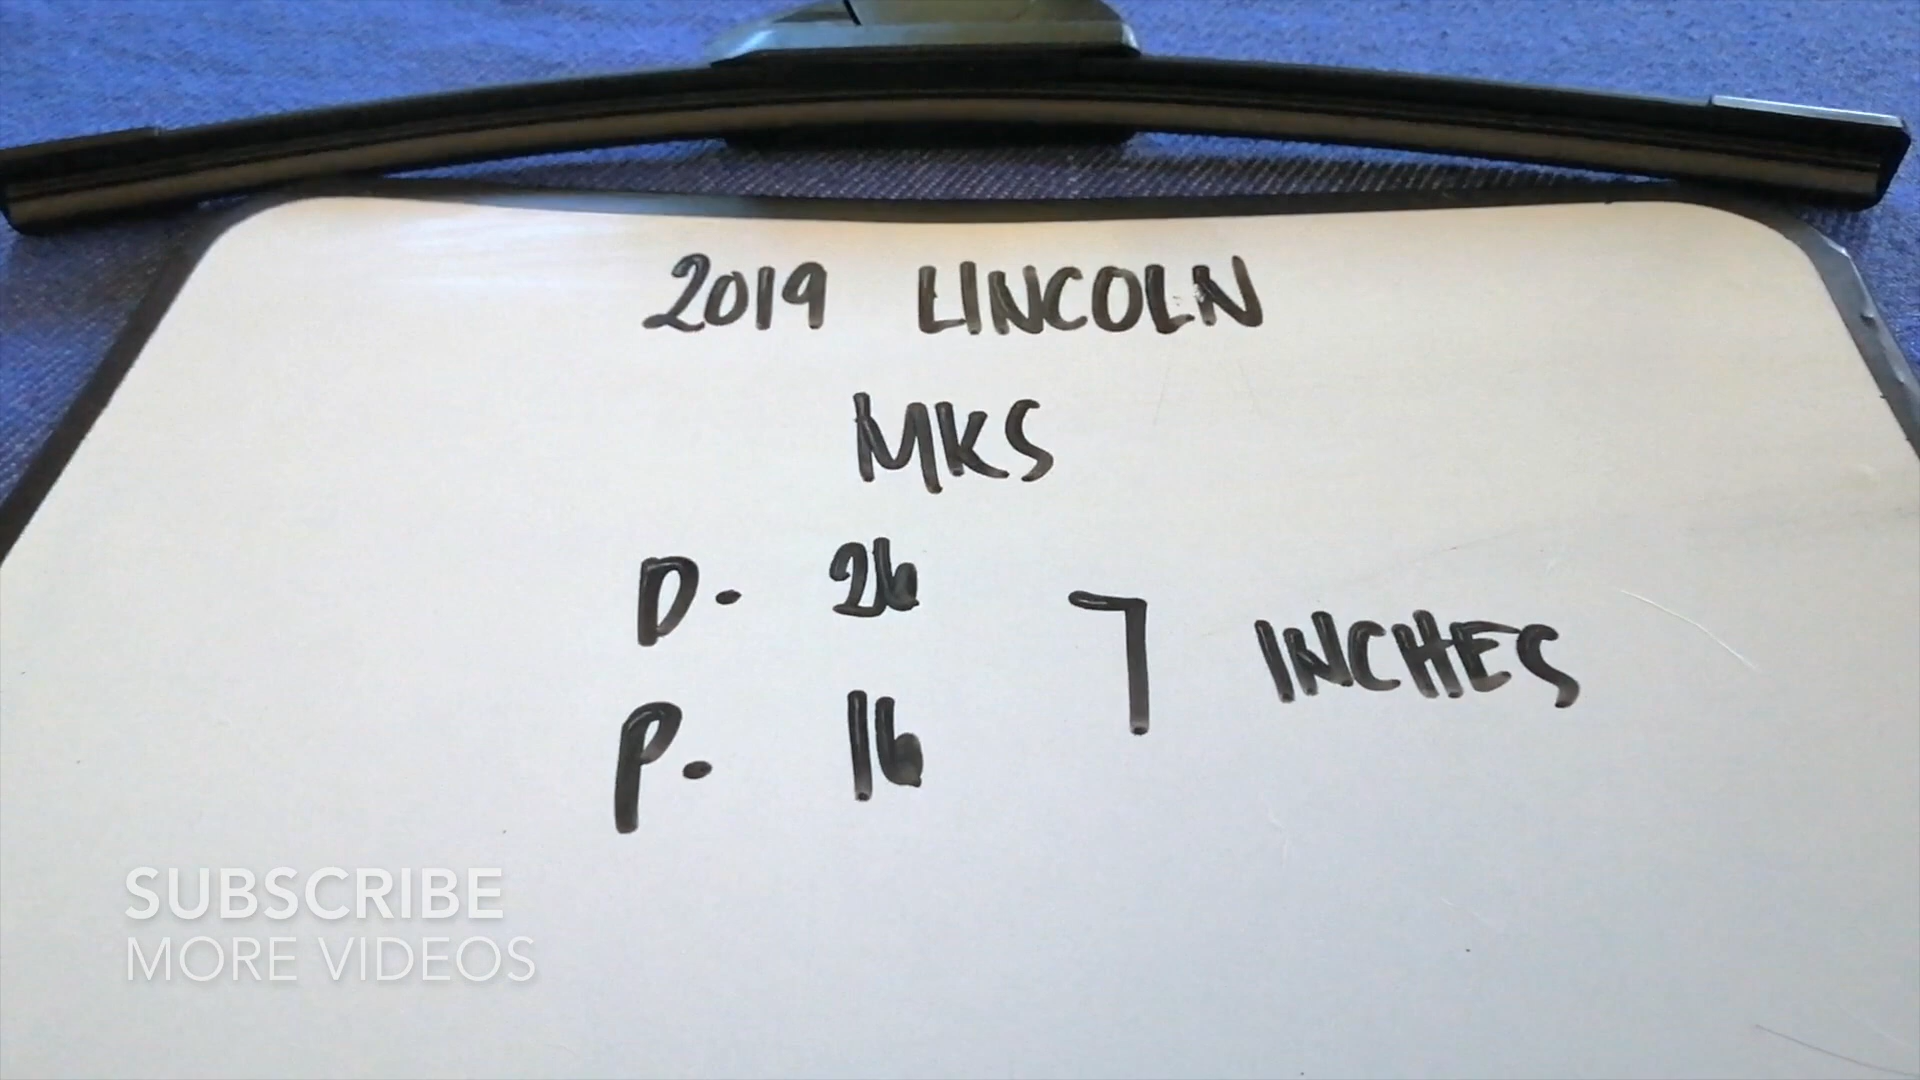 2019 LINCOLN
MKS
D. 26
P. 16
INCHES
SUBSCRIBE
MORE VIDEOS